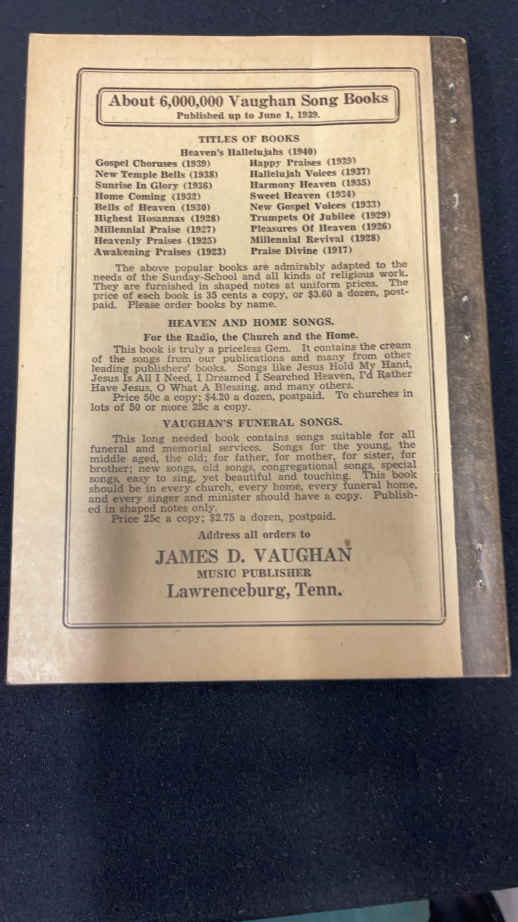 About 6,000,000 Vaughan Song Books
Published up to June 1, 1939.
TITLES OF BOOKS
Heaven's Hallelujahs (1940)
Gospel Choruses (1939) Happy Praises (1939)
New Temple Bells (1938) Hallelujah Voices (1937)
Sunrise In Glory (1936) Harmony Heaven (1935)
Home Coming (1932) Sweet Heaven (1934)
Bells of Heaven (1930) New Gospel Voices (1933)
Highest Hosannas (1928) Trumpets Of Jubilee (1929)
Millennial Praise (1927) Pleasures Of Heaven (1926)
Heavenly Praises (1925) Millennial Revival (1928)
Awakening Praises (1923) Praise Divine (1917)
The above popular books are admirably adapted to the
needs of the Sunday-School and all kinds of religious work.
They are furnished in shaped notes at uniform prices. The
price of each book is 35 cents a copy, or $3.60 a dozen, post-
paid. Please order books by name.
HEAVEN AND HOME SONGS.
For the Radio, the Church and the Home.
This book is truly a priceless Gem. It contains the cream
of the songs from our publications and many from other
leading publishers' books. Songs like Jesus Hold My Hand,
Jesus Is All I Need, I Dreamed I Searched Heaven, I'd Rather
Have Jesus, O What A Blessing, and many others.
Price 50c a copy; $4.20 a dozen, postpaid. To churches in
lots of 50 or more 25c a copy.
VAUGHAN'S FUNERAL SONGS.
This long needed book contains songs suitable for all
funeral and memorial services. Songs for the young, the
middle aged, the old; for father, for mother, for sister, for
brother; new songs, old songs, congregational songs, special
songs, easy to sing, yet beautiful and touching. This book
should be in every church, every home, every funeral home,
and every singer and minister should have a copy. Publish-
ed in shaped notes only.
Price 25c a copy; $2.75 a dozen, postpaid.
Address all orders to
JAMES D. VAUGHAN
MUSIC PUBLISHER
Lawrenceburg, Tenn.